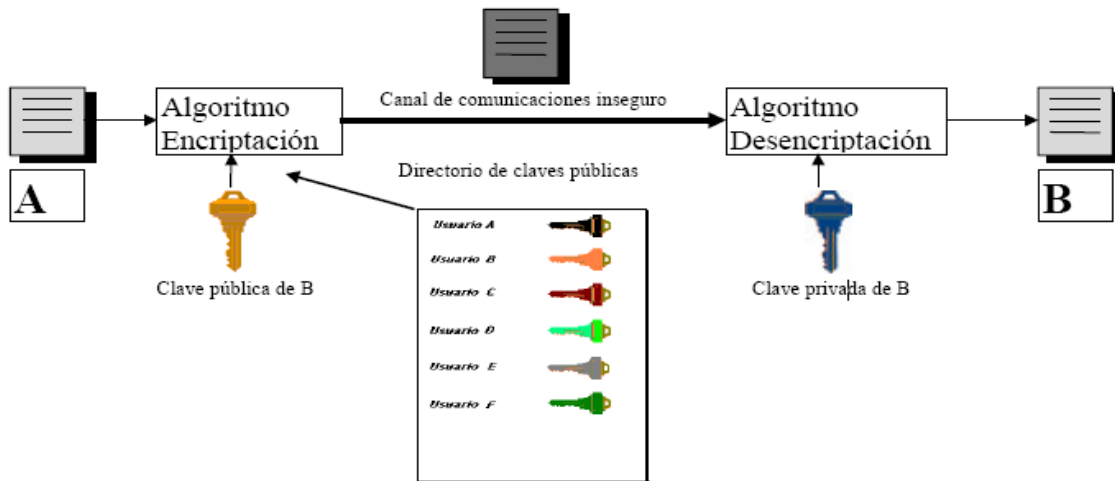 Canal de comunicaciones inseguro
Algoritmo
Encriptación
Algoritmo
Desencriptación
A
B
Directorio de claves públicas
Clave pública de B
Clave privada de B
Usuario A
Usuario B
Usuario C
Usuario D
Usuario E
Usuario F